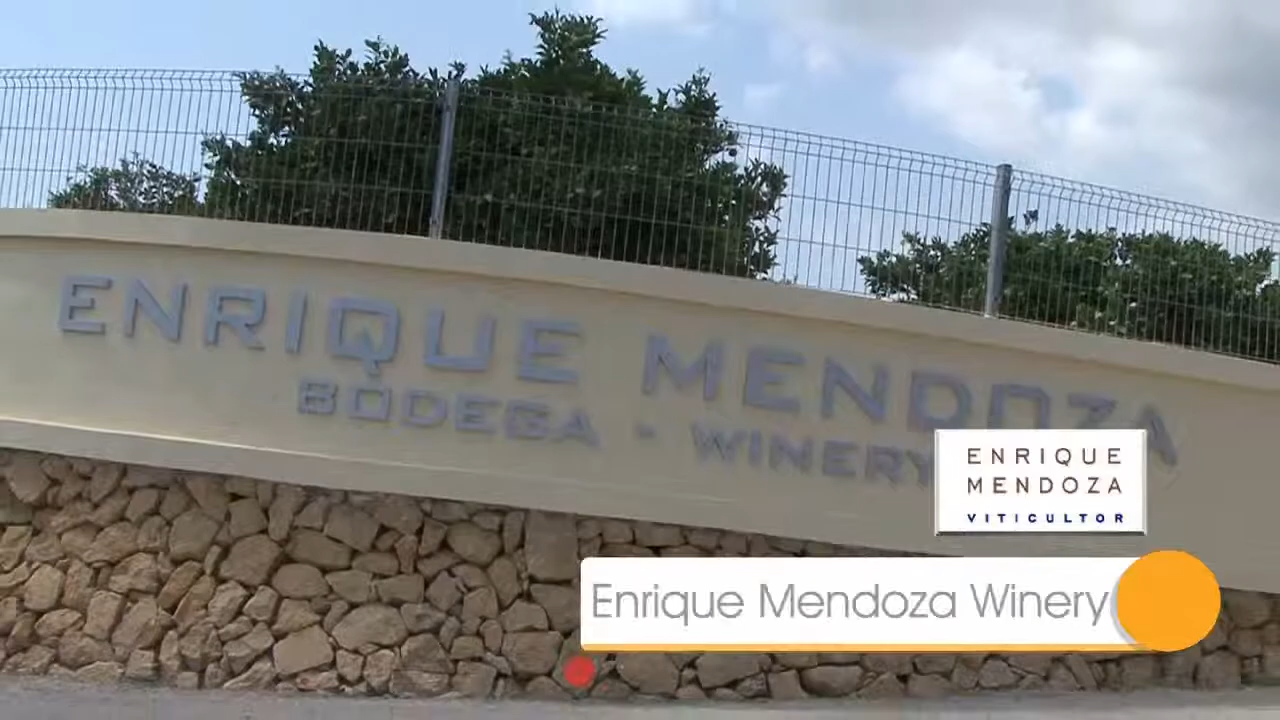 ENRIQUE MENDOZA
BODEGA - WINERY
ENRIQUE
MENDOZA
VITICULTOR
Enrique Mendoza Winery